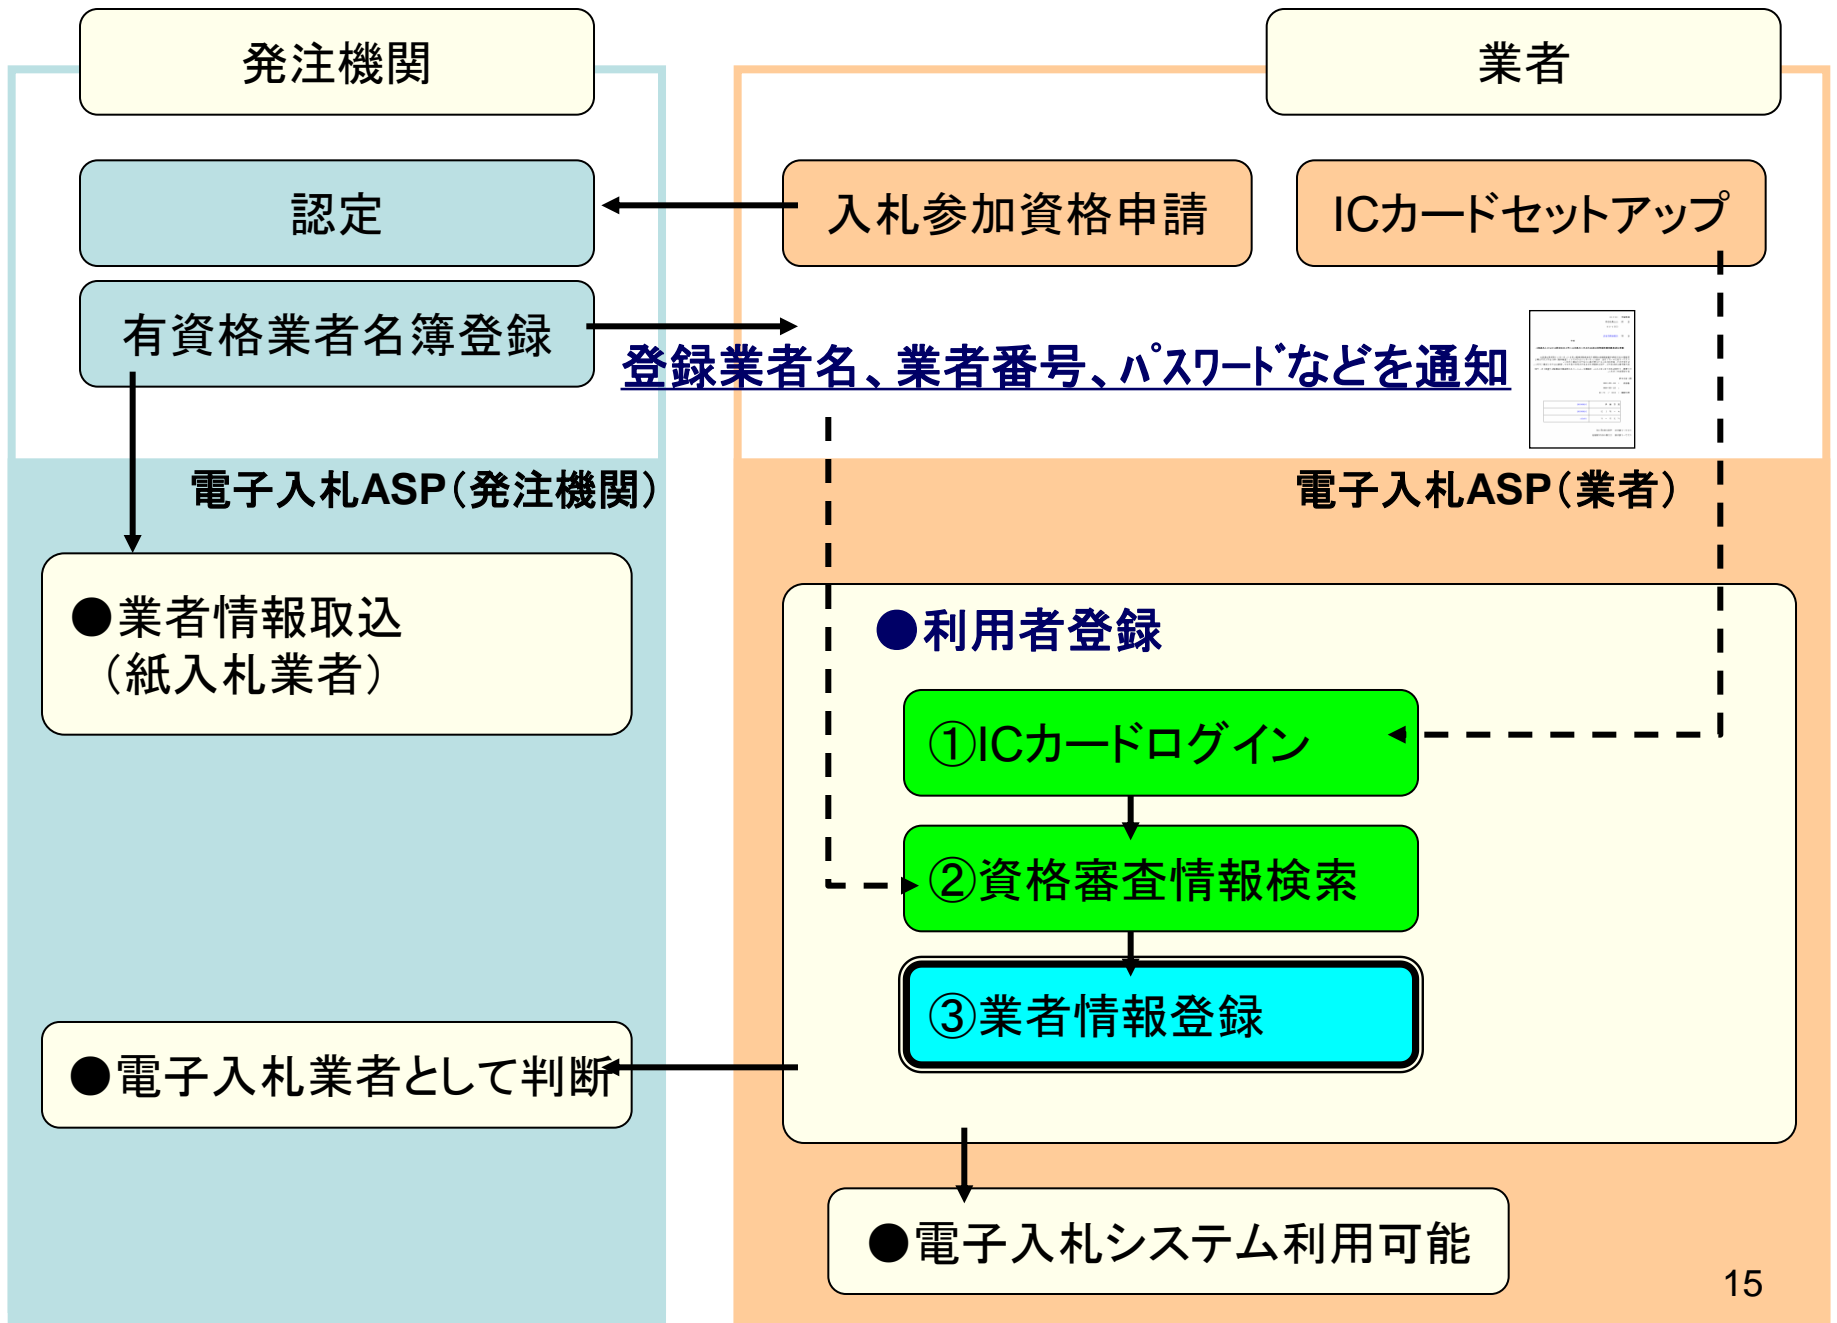 発注機関
業者
認定
入札参加資格申請
ICカードセットアップ
有資格業者名簿登録
登録業者名、業者番号、ﾊﾟｽﾜｰﾄﾞなどを通知
電子入札ASP（発注機関）
電子入札ASP（業者）
●業者情報取込
（紙入札業者）
●利用者登録
①ICカードログイン
②資格審査情報検索
③業者情報登録
●電子入札業者として判断
●電子入札システム利用可能
15